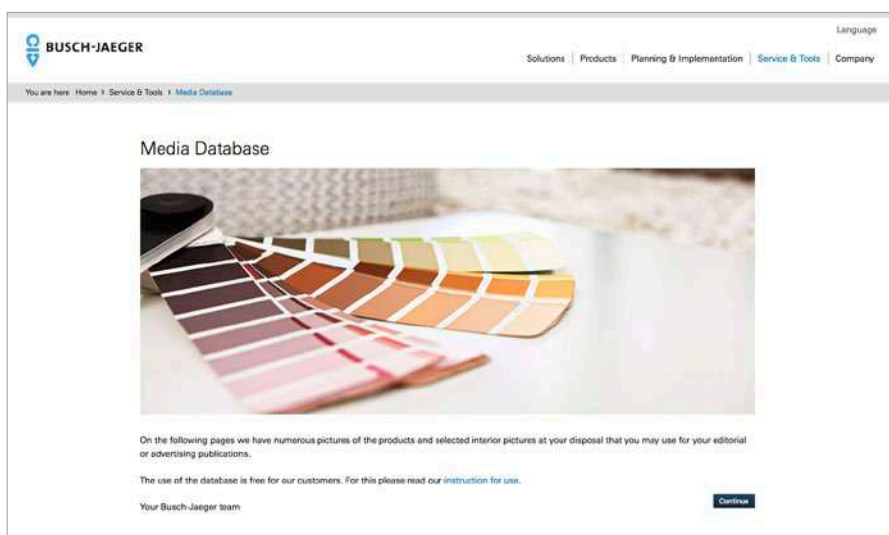 Language
BUSCH-JAEGER
Solutions Products Planning & Implementation Service & Tools Company
You are here Home Service & Tools Media Database
Media Database
On the following pages we have numerous pictures of the products and selected interior pictures at your disposal that you may use for your editorial
or advertising publications.
The use of the database is free for our customers. For this please read our instruction for use.
Continue
Your Busch-Jaeger team